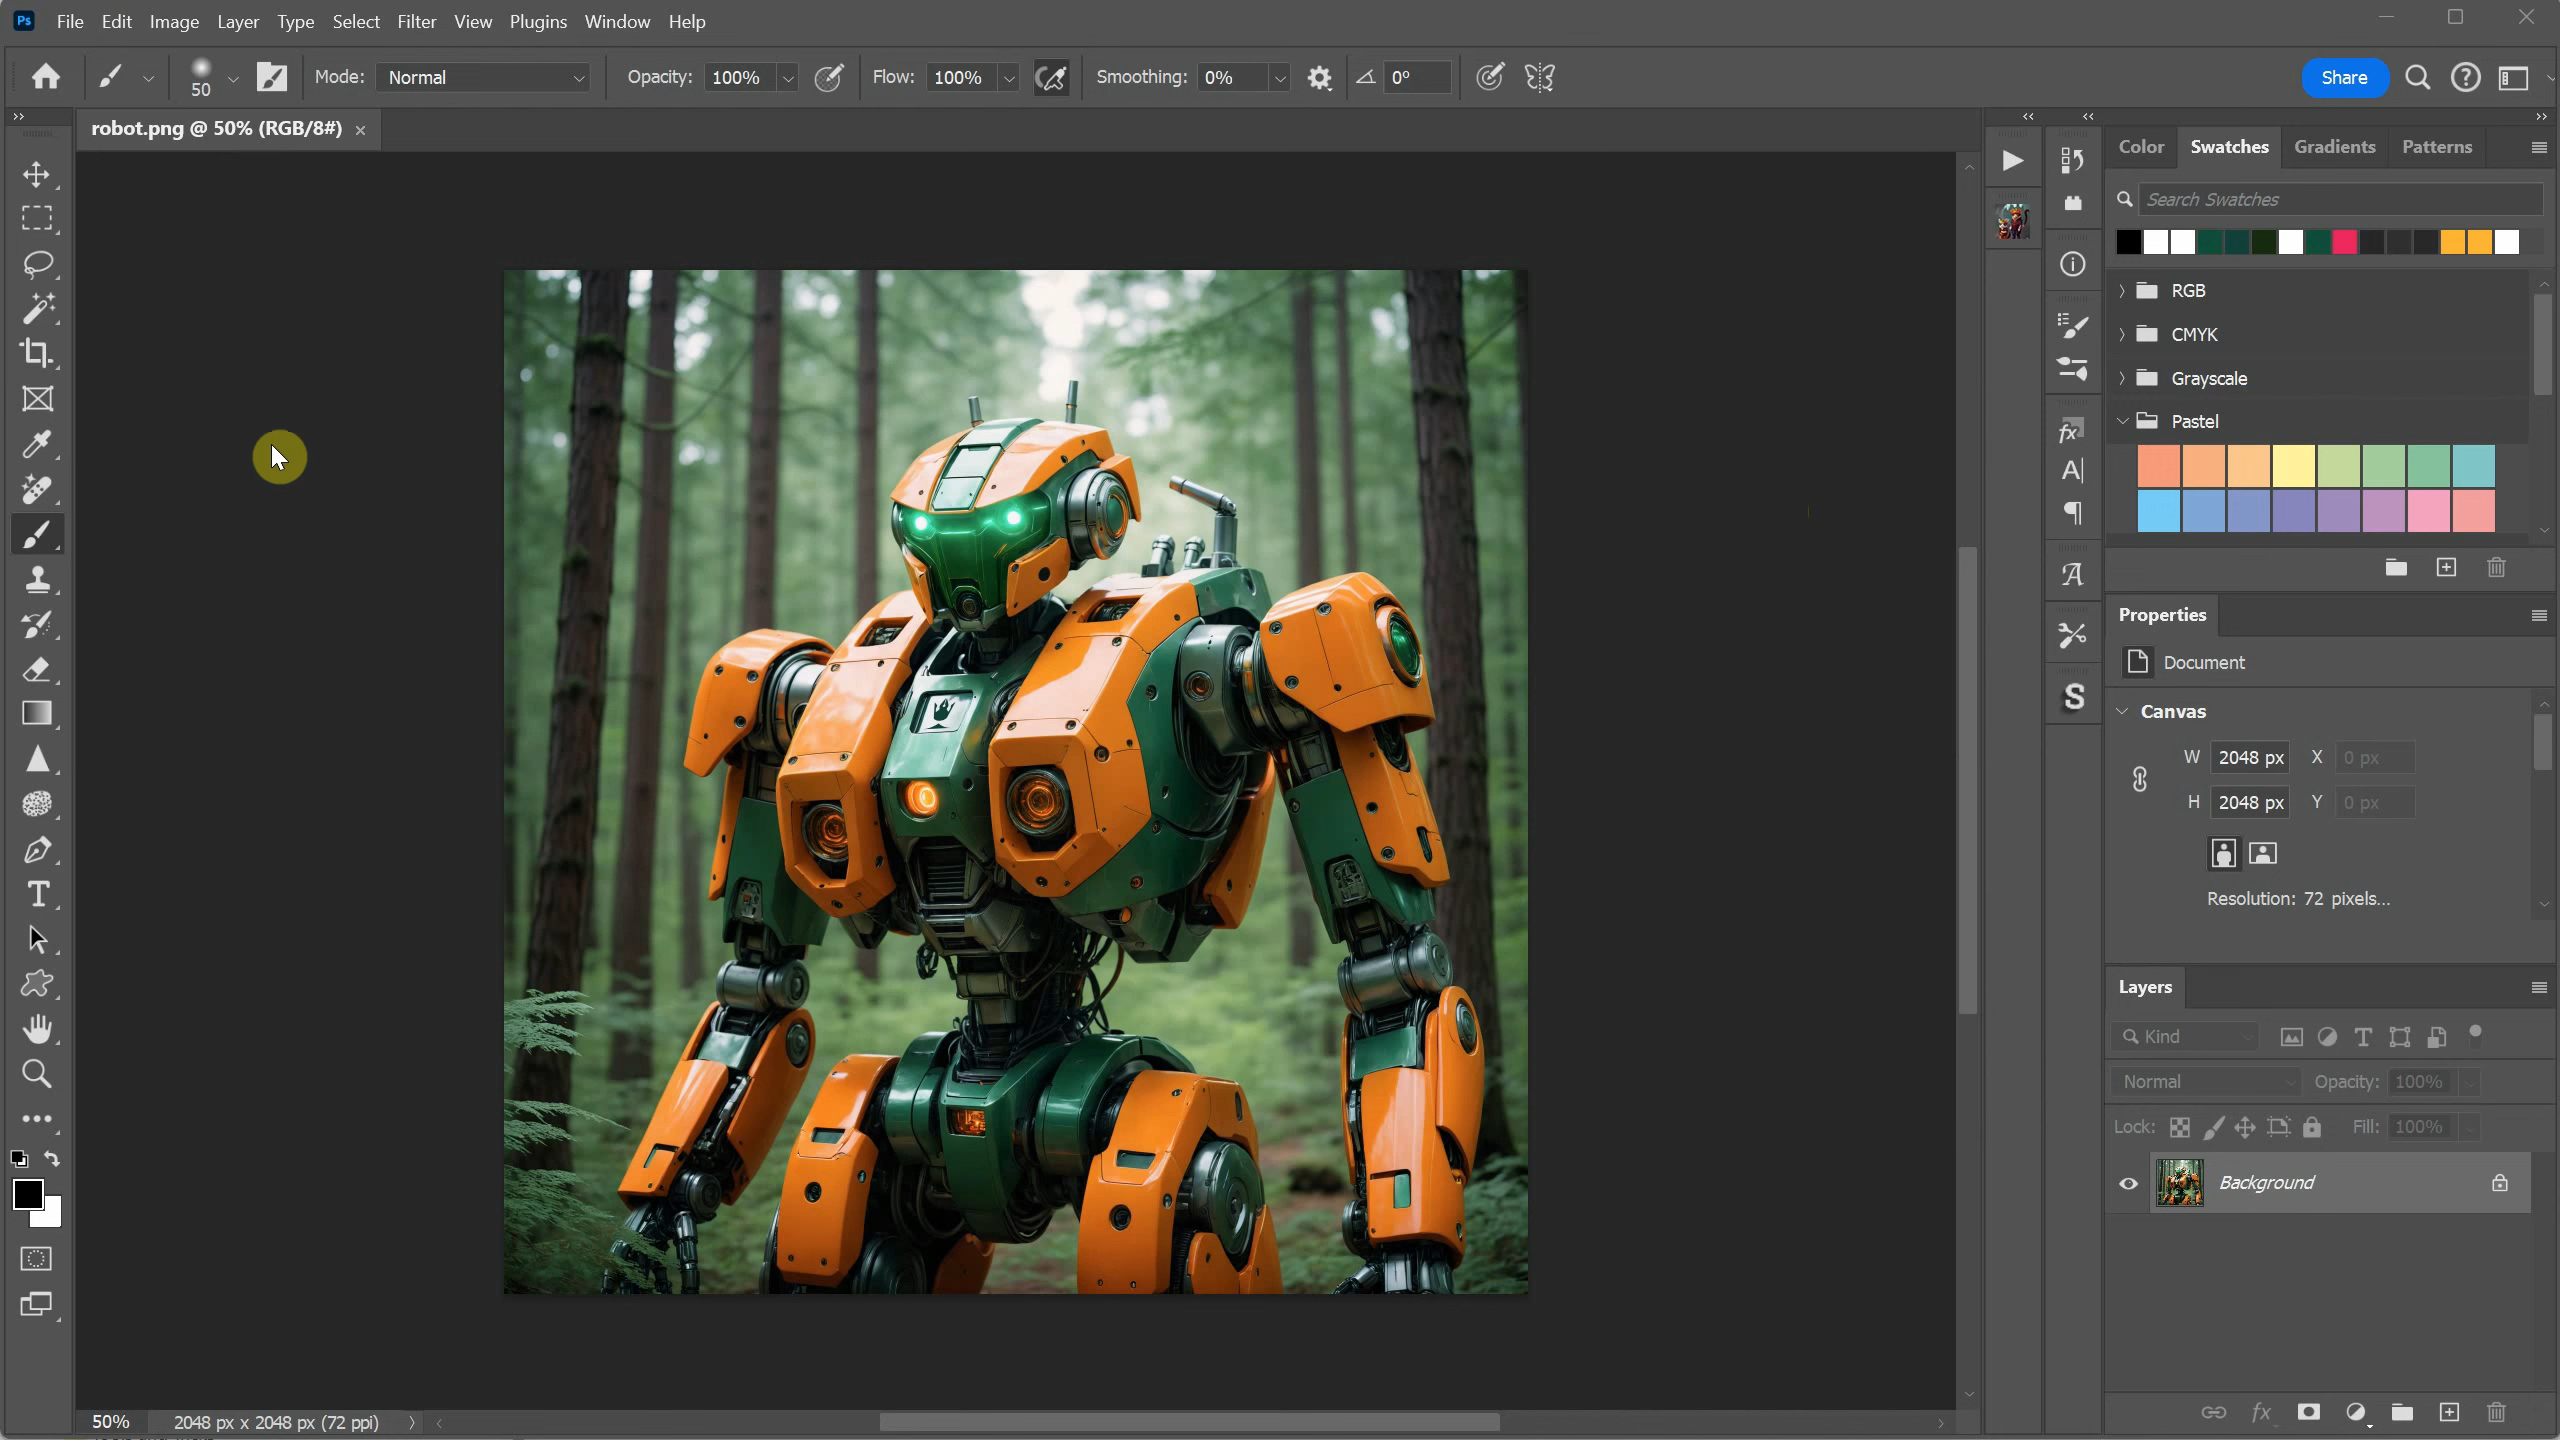 Ps File Edit Image Layer Type Select Filter View Plugins Window Help
50 Mode: Normal Opacity: 100% Flow: 100% Smoothing: 0% 0° Share
robot.png @ 50% (RGB/8#)
Color Swatches Gradients Patterns
Search Swatches
RGB
CMYK
Grayscale
Pastel
Properties
Document
Canvas
W 2048 px X 0 px
H 2048 px Y 0 px
Resolution: 72 pixels...
Layers
Kind
Normal Opacity: 100%
Lock: Fill: 100%
Background
50% 2048 px x 2048 px (72 ppi)